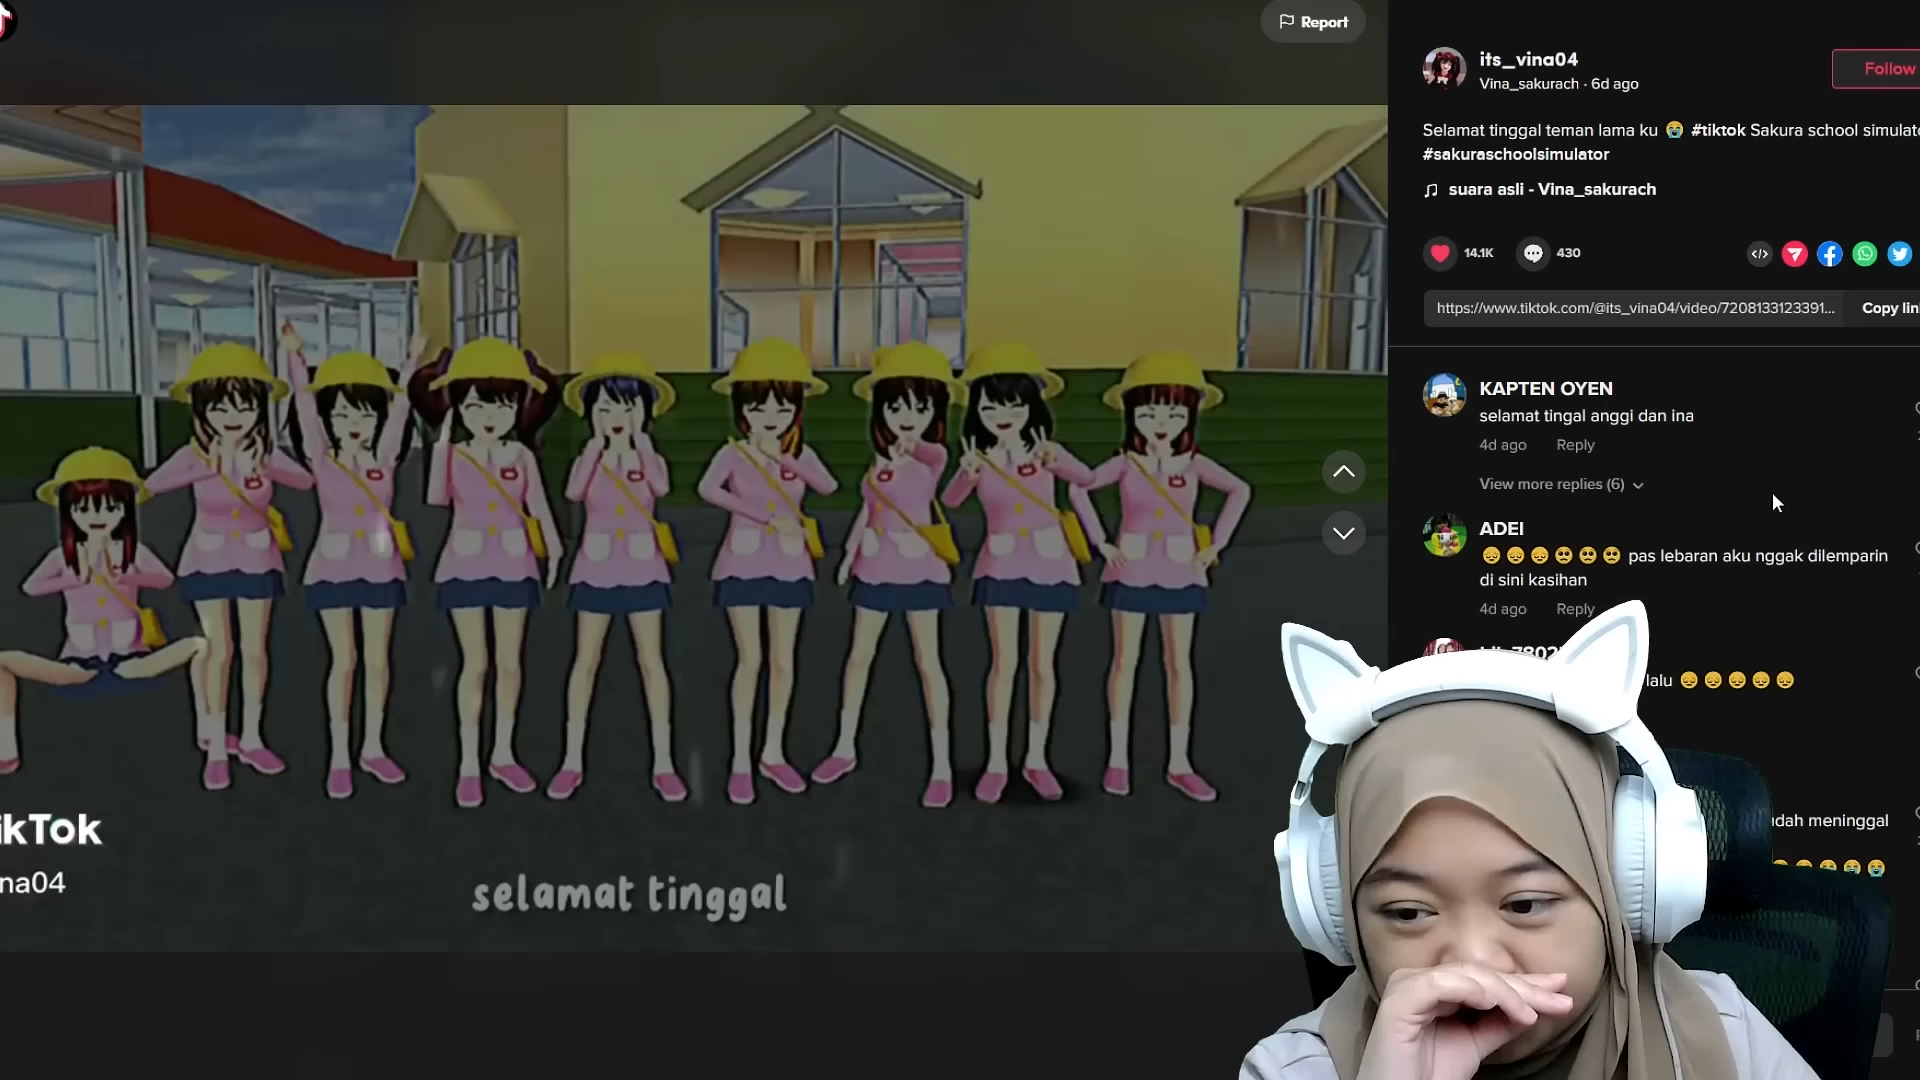 Report
its_vina04
Vina_sakurach · 6d ago
Follow
Selamat tinggal teman lama ku 😭 #tiktok Sakura school simulato
#sakuraschoolsimulator
suara asli - Vina_sakurach
14.1K
430
https://www.tiktok.com/@its_vina04/video/7208133123391...
Copy lin
KAPTEN OYEN
selamat tingal anggi dan ina
4d ago Reply
View more replies (6)
ADEI
😔😔😔🥺🥺🥺 pas lebaran aku nggak dilemparin
di sini kasihan
4d ago Reply
lalu 😔😔😔😔😔
dah meninggal
ikTok
na04
selamat tinggal